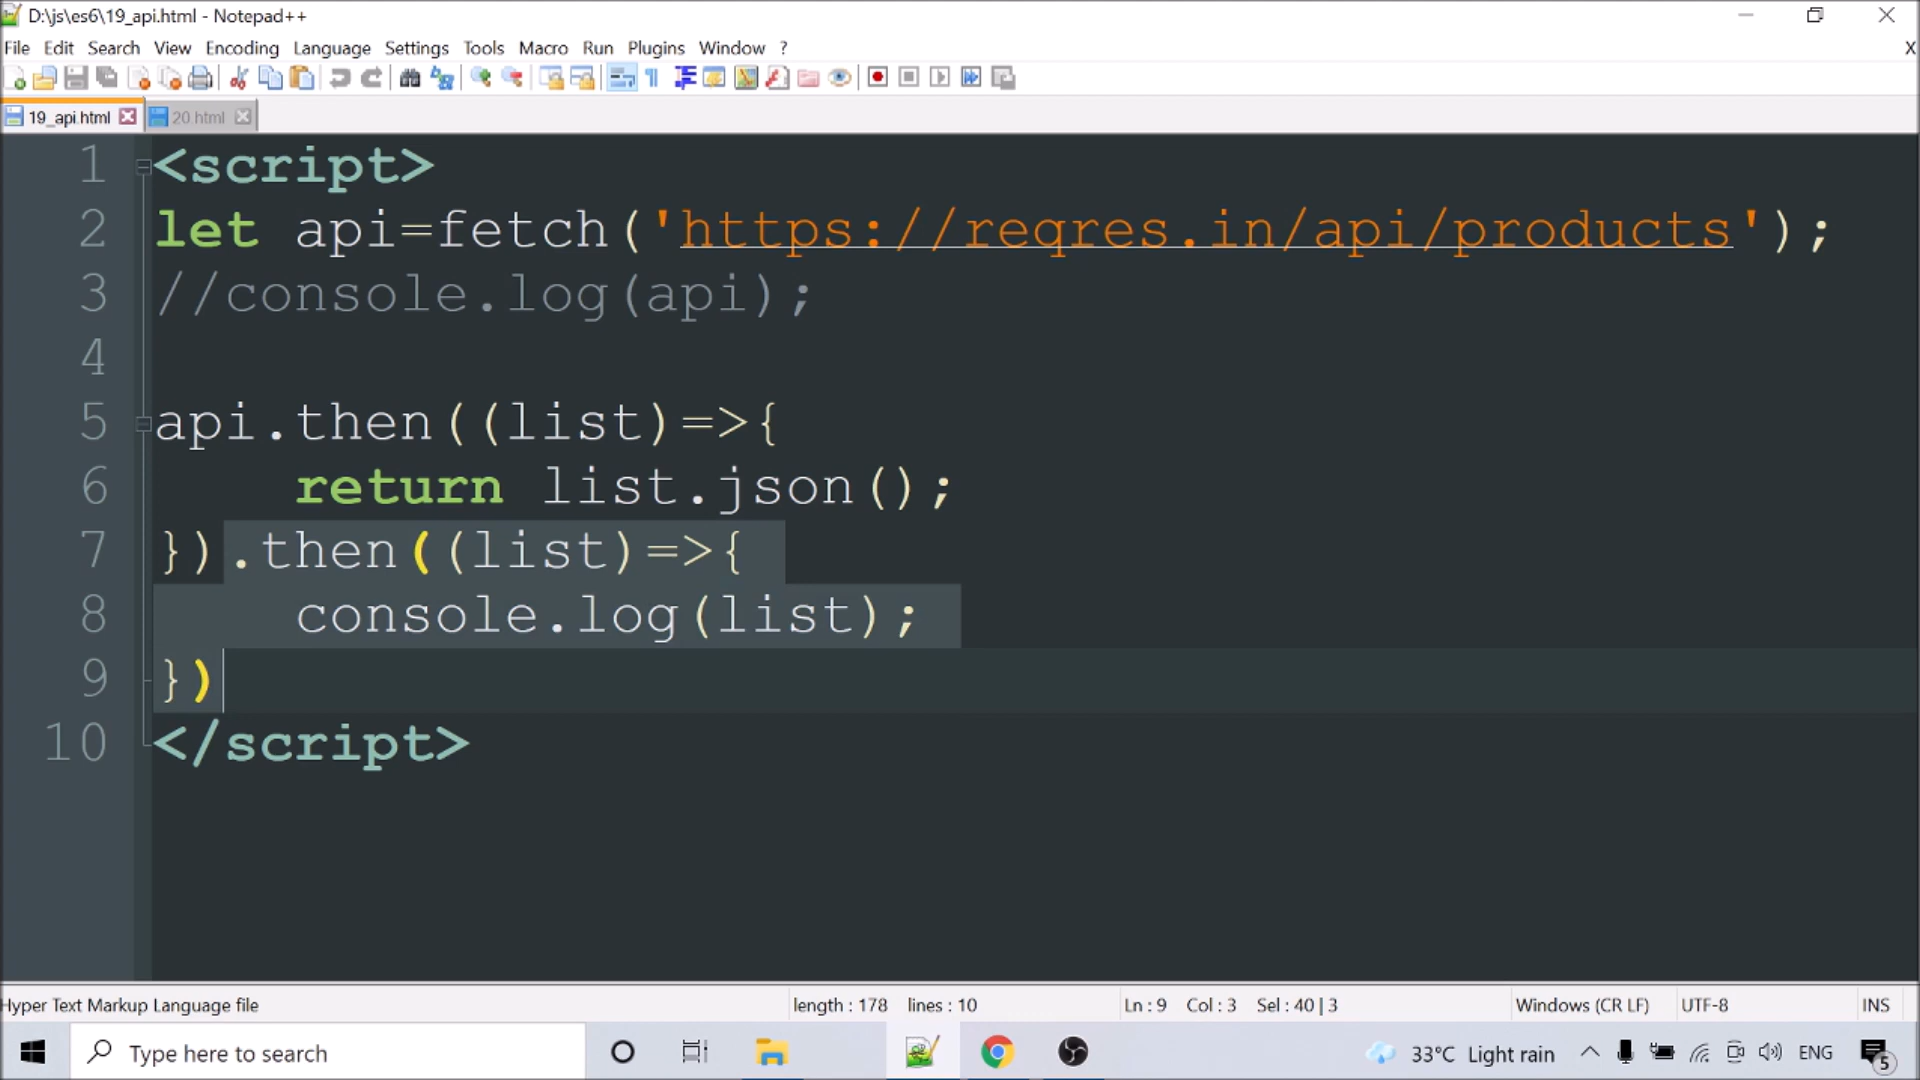 D:\js\es6\19_api.html - Notepad++
File Edit Search View Encoding Language Settings Tools Macro Run Plugins Window ? X
19_api.html 20 html
1 <script>
2 let api=fetch('https://reqres.in/api/products');
3 //console.log(api);
4
5 api.then((list)=>{
6 return list.json();
7 }).then((list)=>{
8 console.log(list);
9 })
10 </script>
Hyper Text Markup Language file length : 178 lines : 10 Ln : 9 Col : 3 Sel : 40 | 3 Windows (CR LF) UTF-8 INS
Type here to search 33°C Light rain ENG 5